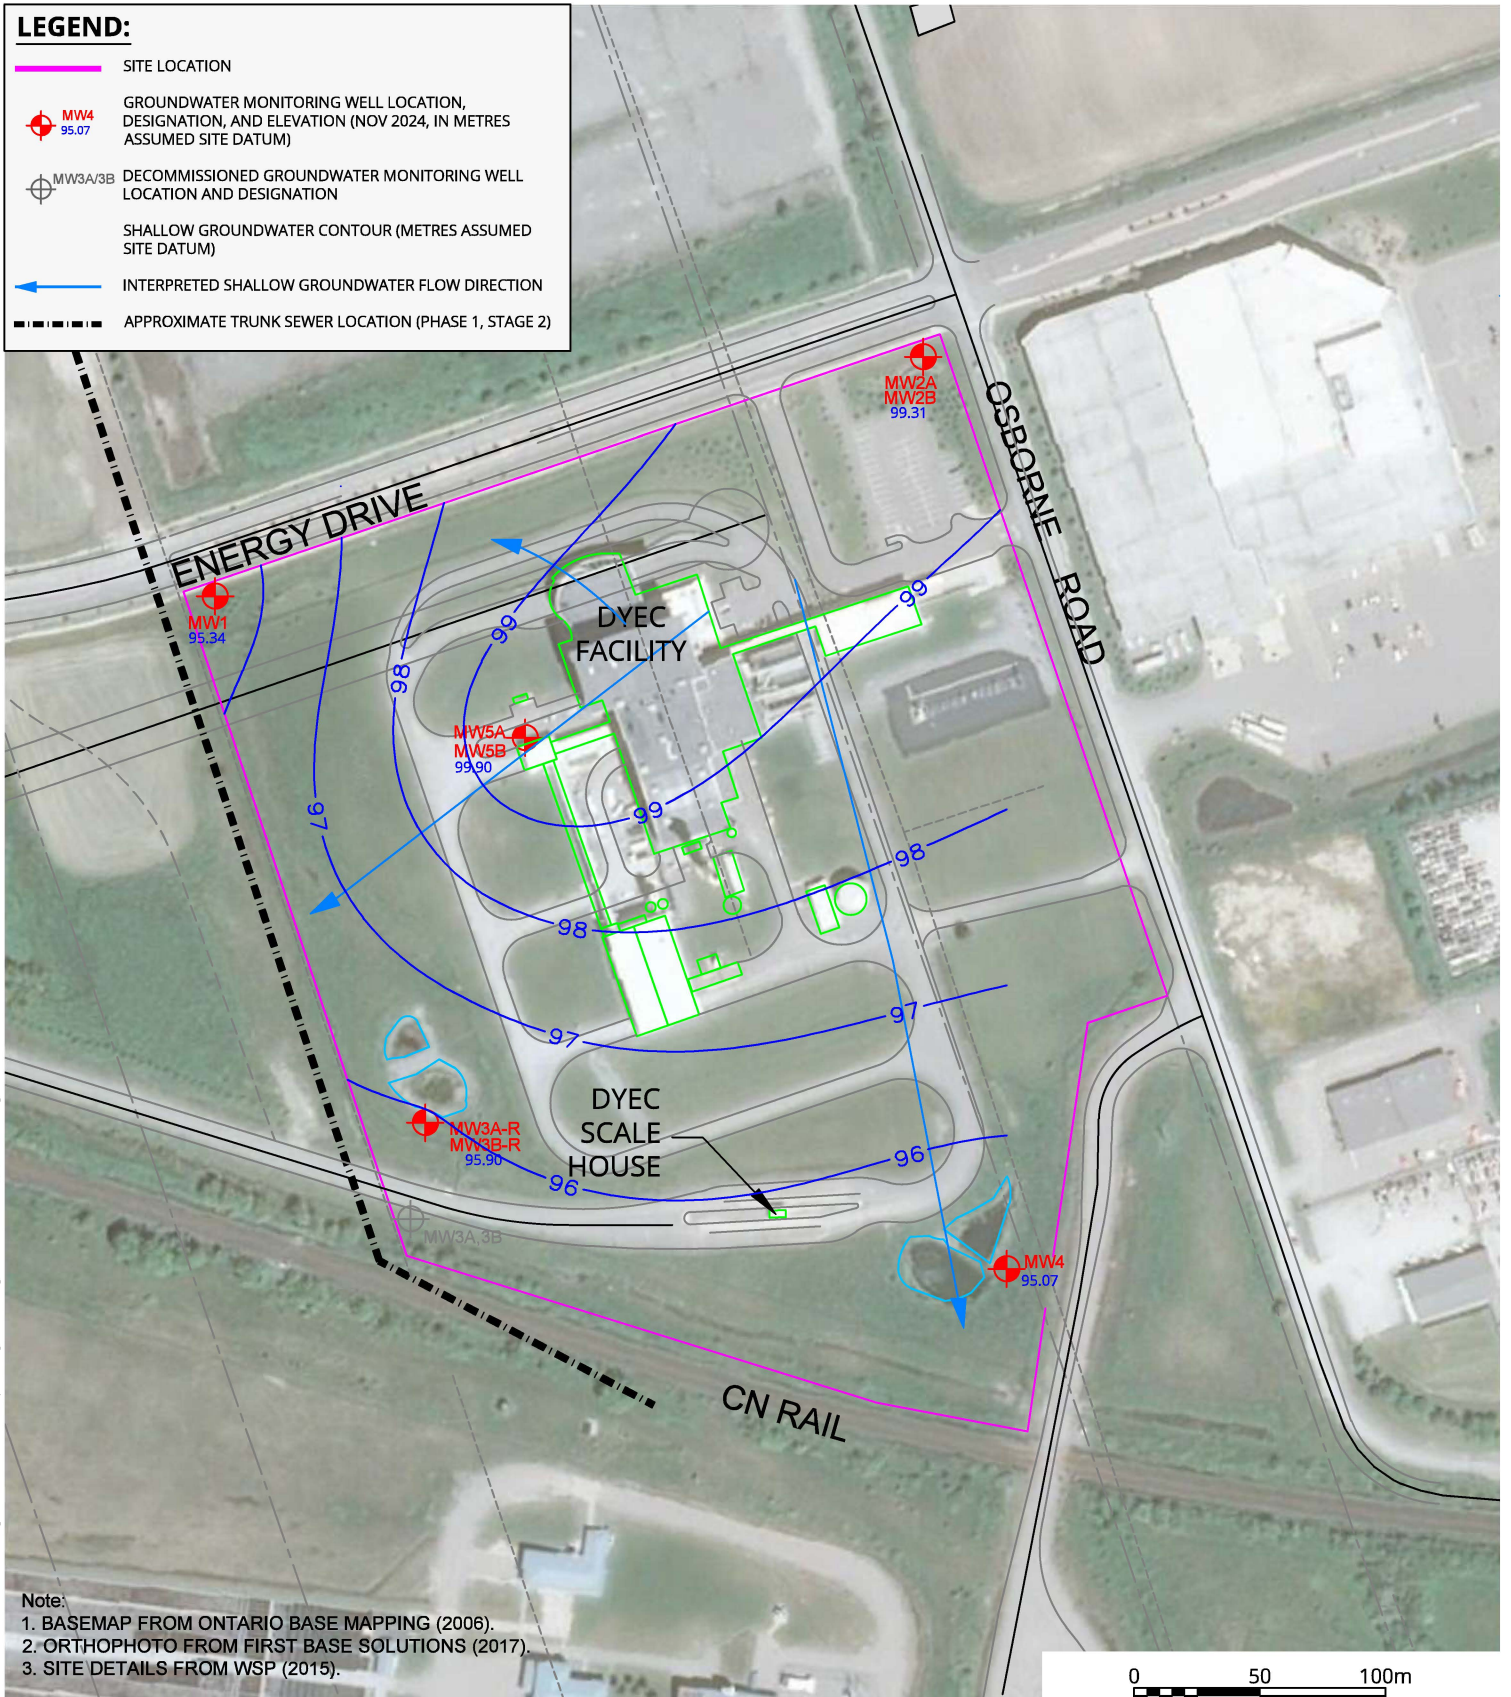 LEGEND:
SITE LOCATION
MW4
95.07
GROUNDWATER MONITORING WELL LOCATION,
DESIGNATION, AND ELEVATION (NOV 2024, IN METRES
ASSUMED SITE DATUM)
MW3A/3B
DECOMMISSIONED GROUNDWATER MONITORING WELL
LOCATION AND DESIGNATION
SHALLOW GROUNDWATER CONTOUR (METRES ASSUMED
SITE DATUM)
INTERPRETED SHALLOW GROUNDWATER FLOW DIRECTION
APPROXIMATE TRUNK SEWER LOCATION (PHASE 1, STAGE 2)
MW2A
MW2B
99.31
OSBORNE ROAD
ENERGY DRIVE
MW1
95.34
DYEC
FACILITY
99
99
98
MW5A
MW5B
99.90
97
99
98
98
97
97
DYEC
SCALE
HOUSE
MW3A-R
MW3B-R
95.90
96
96
MW3A,3B
MW4
95.07
CN RAIL
Note:
1. BASEMAP FROM ONTARIO BASE MAPPING (2006).
2. ORTHOPHOTO FROM FIRST BASE SOLUTIONS (2017).
3. SITE DETAILS FROM WSP (2015).
0 50 100m